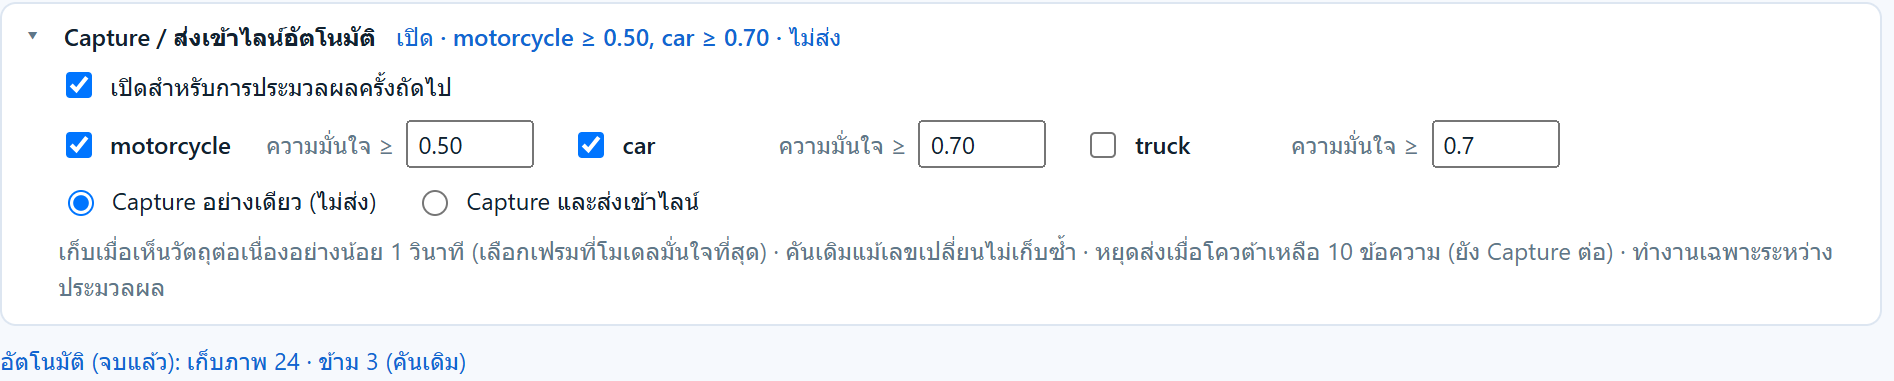 Capture / ส่งเข้าไลน์อัตโนมัติ เปิด · motorcycle ≥ 0.50, car ≥ 0.70 · ไม่ส่ง
เปิดสำหรับการประมวลผลครั้งถัดไป
motorcycle ความมั่นใจ ≥ 0.50 car ความมั่นใจ ≥ 0.70 truck ความมั่นใจ ≥ 0.7
Capture อย่างเดียว (ไม่ส่ง) Capture และส่งเข้าไลน์
เก็บเมื่อเห็นวัตถุต่อเนื่องอย่างน้อย 1 วินาที (เลือกเฟรมที่โมเดลมั่นใจที่สุด) · คันเดิมแม้เลขเปลี่ยนไม่เก็บซ้ำ · หยุดส่งเมื่อโควต้าเหลือ 10 ข้อความ (ยัง Capture ต่อ) · ทำงานเฉพาะระหว่าง
ประมวลผล
อัตโนมัติ (จบแล้ว): เก็บภาพ 24 · ข้าม 3 (คันเดิม)